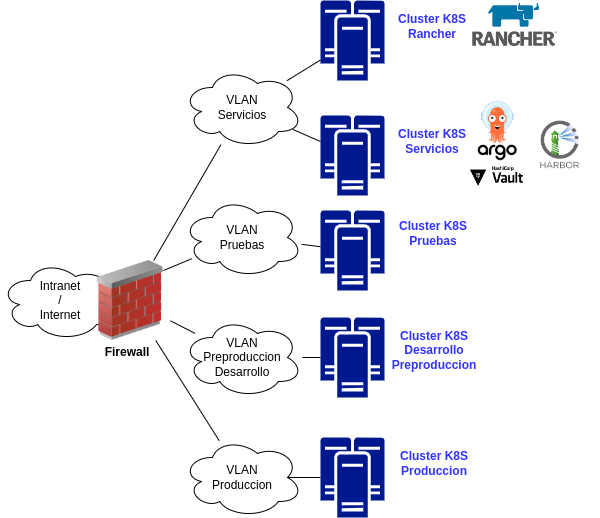 Cluster K8S
Rancher
RANCHER
VLAN
Servicios
Cluster K8S
Servicios
argo
HARBOR
HashiCorp
Vault
VLAN
Pruebas
Cluster K8S
Pruebas
Intranet
/
Internet
Firewall
VLAN
Preproduccion
Desarrollo
Cluster K8S
Desarrollo
Preproduccion
VLAN
Produccion
Cluster K8S
Produccion